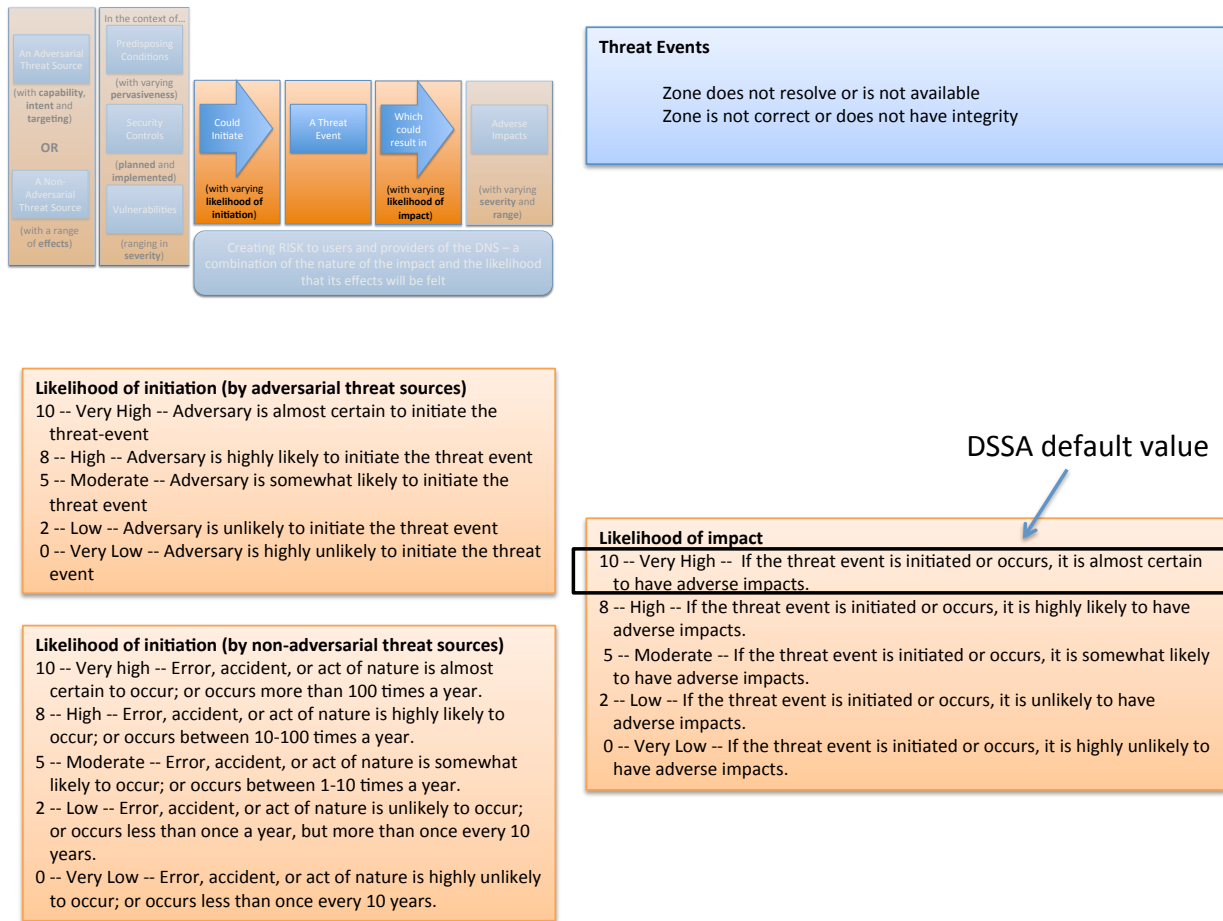 An Adversarial
Threat Source
(with capability,
intent and
targeting)
OR
A Non-
Adversarial
Threat Source
(with a range
of effects)
In the context of…
Predisposing
Conditions
(with varying
pervasiveness)
Security
Controls
(planned and
implemented)
Vulnerabilities
(ranging in
severity)
Could
Initiate
(with varying
likelihood of
initiation)
A Threat
Event
Which
could
result in
(with varying
likelihood of
impact)
Adverse
Impacts
(with varying
severity and
range)
Creating RISK to users and providers of the DNS – a
combination of the nature of the impact and the likelihood
that its effects will be felt
Threat Events
Zone does not resolve or is not available
Zone is not correct or does not have integrity
Likelihood of initiation (by adversarial threat sources)
10 -- Very High -- Adversary is almost certain to initiate the
threat-event
8 -- High -- Adversary is highly likely to initiate the threat event
5 -- Moderate -- Adversary is somewhat likely to initiate the
threat event
2 -- Low -- Adversary is unlikely to initiate the threat event
0 -- Very Low -- Adversary is highly unlikely to initiate the threat
event
Likelihood of initiation (by non-adversarial threat sources)
10 -- Very high -- Error, accident, or act of nature is almost
certain to occur; or occurs more than 100 times a year.
8 -- High -- Error, accident, or act of nature is highly likely to
occur; or occurs between 10-100 times a year.
5 -- Moderate -- Error, accident, or act of nature is somewhat
likely to occur; or occurs between 1-10 times a year.
2 -- Low -- Error, accident, or act of nature is unlikely to occur;
or occurs less than once a year, but more than once every 10
years.
0 -- Very Low -- Error, accident, or act of nature is highly unlikely
to occur; or occurs less than once every 10 years.
DSSA default value
Likelihood of impact
10 -- Very High -- If the threat event is initiated or occurs, it is almost certain
to have adverse impacts.
8 -- High -- If the threat event is initiated or occurs, it is highly likely to have
adverse impacts.
5 -- Moderate -- If the threat event is initiated or occurs, it is somewhat likely
to have adverse impacts.
2 -- Low -- If the threat event is initiated or occurs, it is unlikely to have
adverse impacts.
0 -- Very Low -- If the threat event is initiated or occurs, it is highly unlikely to
have adverse impacts.